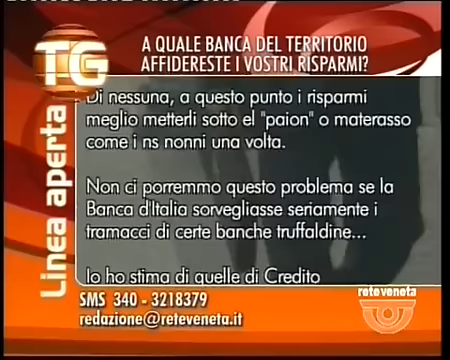 TG
Linea aperta
A QUALE BANCA DEL TERRITORIO
AFFIDERESTE I VOSTRI RISPARMI?
Di nessuna, a questo punto i risparmi
meglio metterli sotto el "paion" o materasso
come i ns nonni una volta.
Non ci porremmo questo problema se la
Banca d'Italia sorvegliasse seriamente i
tramacci di certe banche truffaldine...
Io ho stima di quelle di Credito
SMS 340 - 3218379
redazione@reteveneta.it
reteveneta